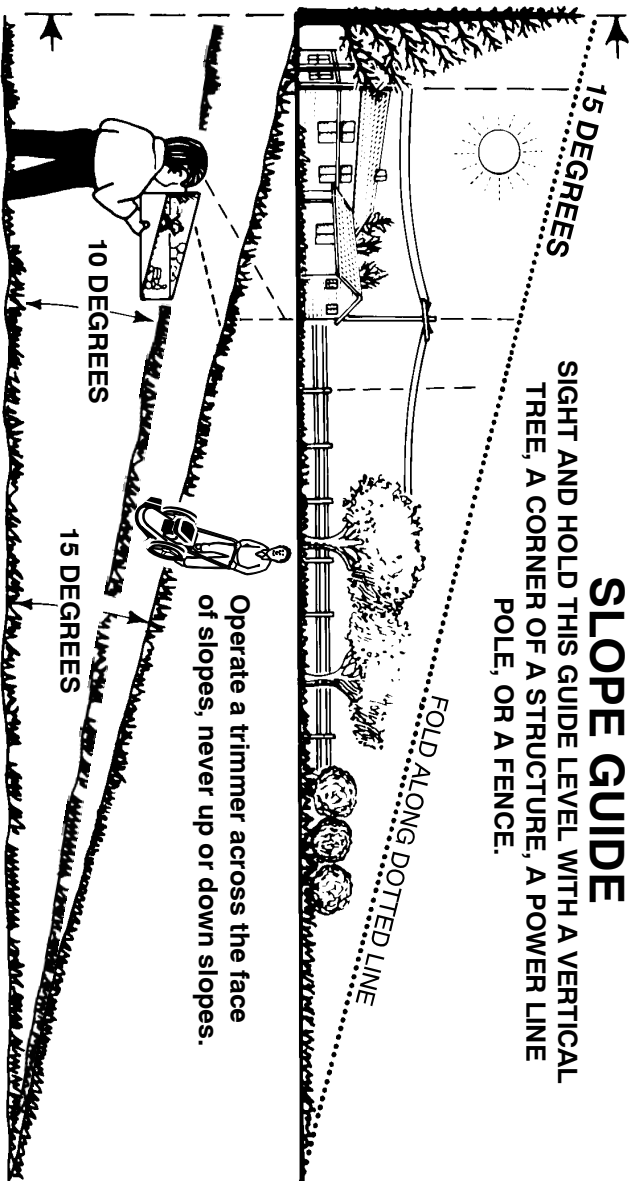 SLOPE GUIDE
SIGHT AND HOLD THIS GUIDE LEVEL WITH A VERTICAL
TREE, A CORNER OF A STRUCTURE, A POWER LINE
POLE, OR A FENCE.
15 DEGREES
FOLD ALONG DOTTED LINE
Operate a trimmer across the face
of slopes, never up or down slopes.
10 DEGREES
15 DEGREES